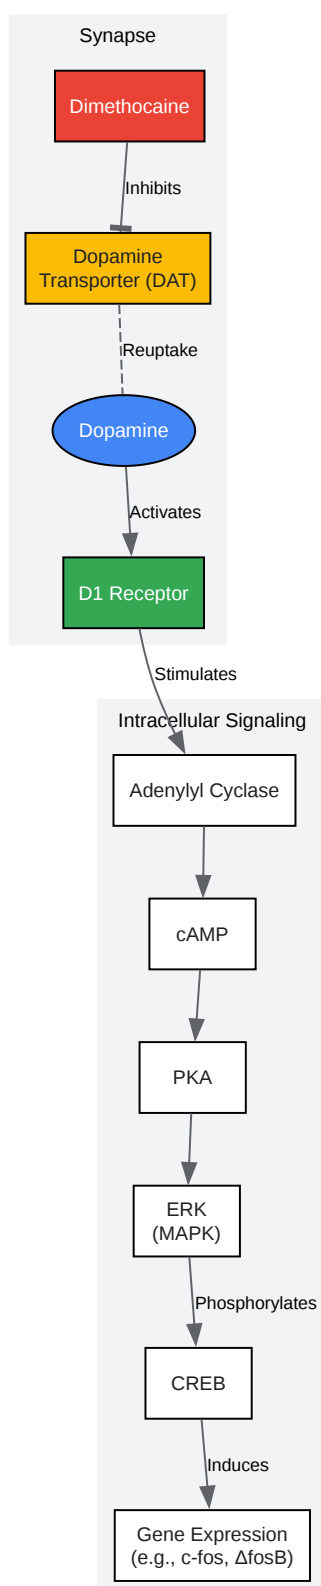 Synapse
Dimethocaine
Inhibits
Dopamine
Transporter (DAT)
Reuptake
Dopamine
Activates
D1 Receptor
Stimulates
Intracellular Signaling
Adenylyl Cyclase
cAMP
PKA
ERK
(MAPK)
Phosphorylates
CREB
Induces
Gene Expression
(e.g., c-fos, ΔfosB)